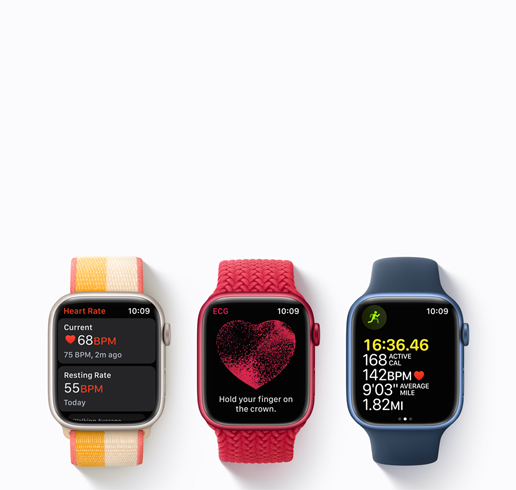 Heart Rate 10:09
Current
68BPM
75 BPM, 2m ago
Resting Rate
55BPM
Today
Walking Average
ECG 10:09
Hold your finger on
the crown.
10:09
16:36.46
168 ACTIVE
CAL
142BPM
9'03" AVERAGE
MILE
1.82MI